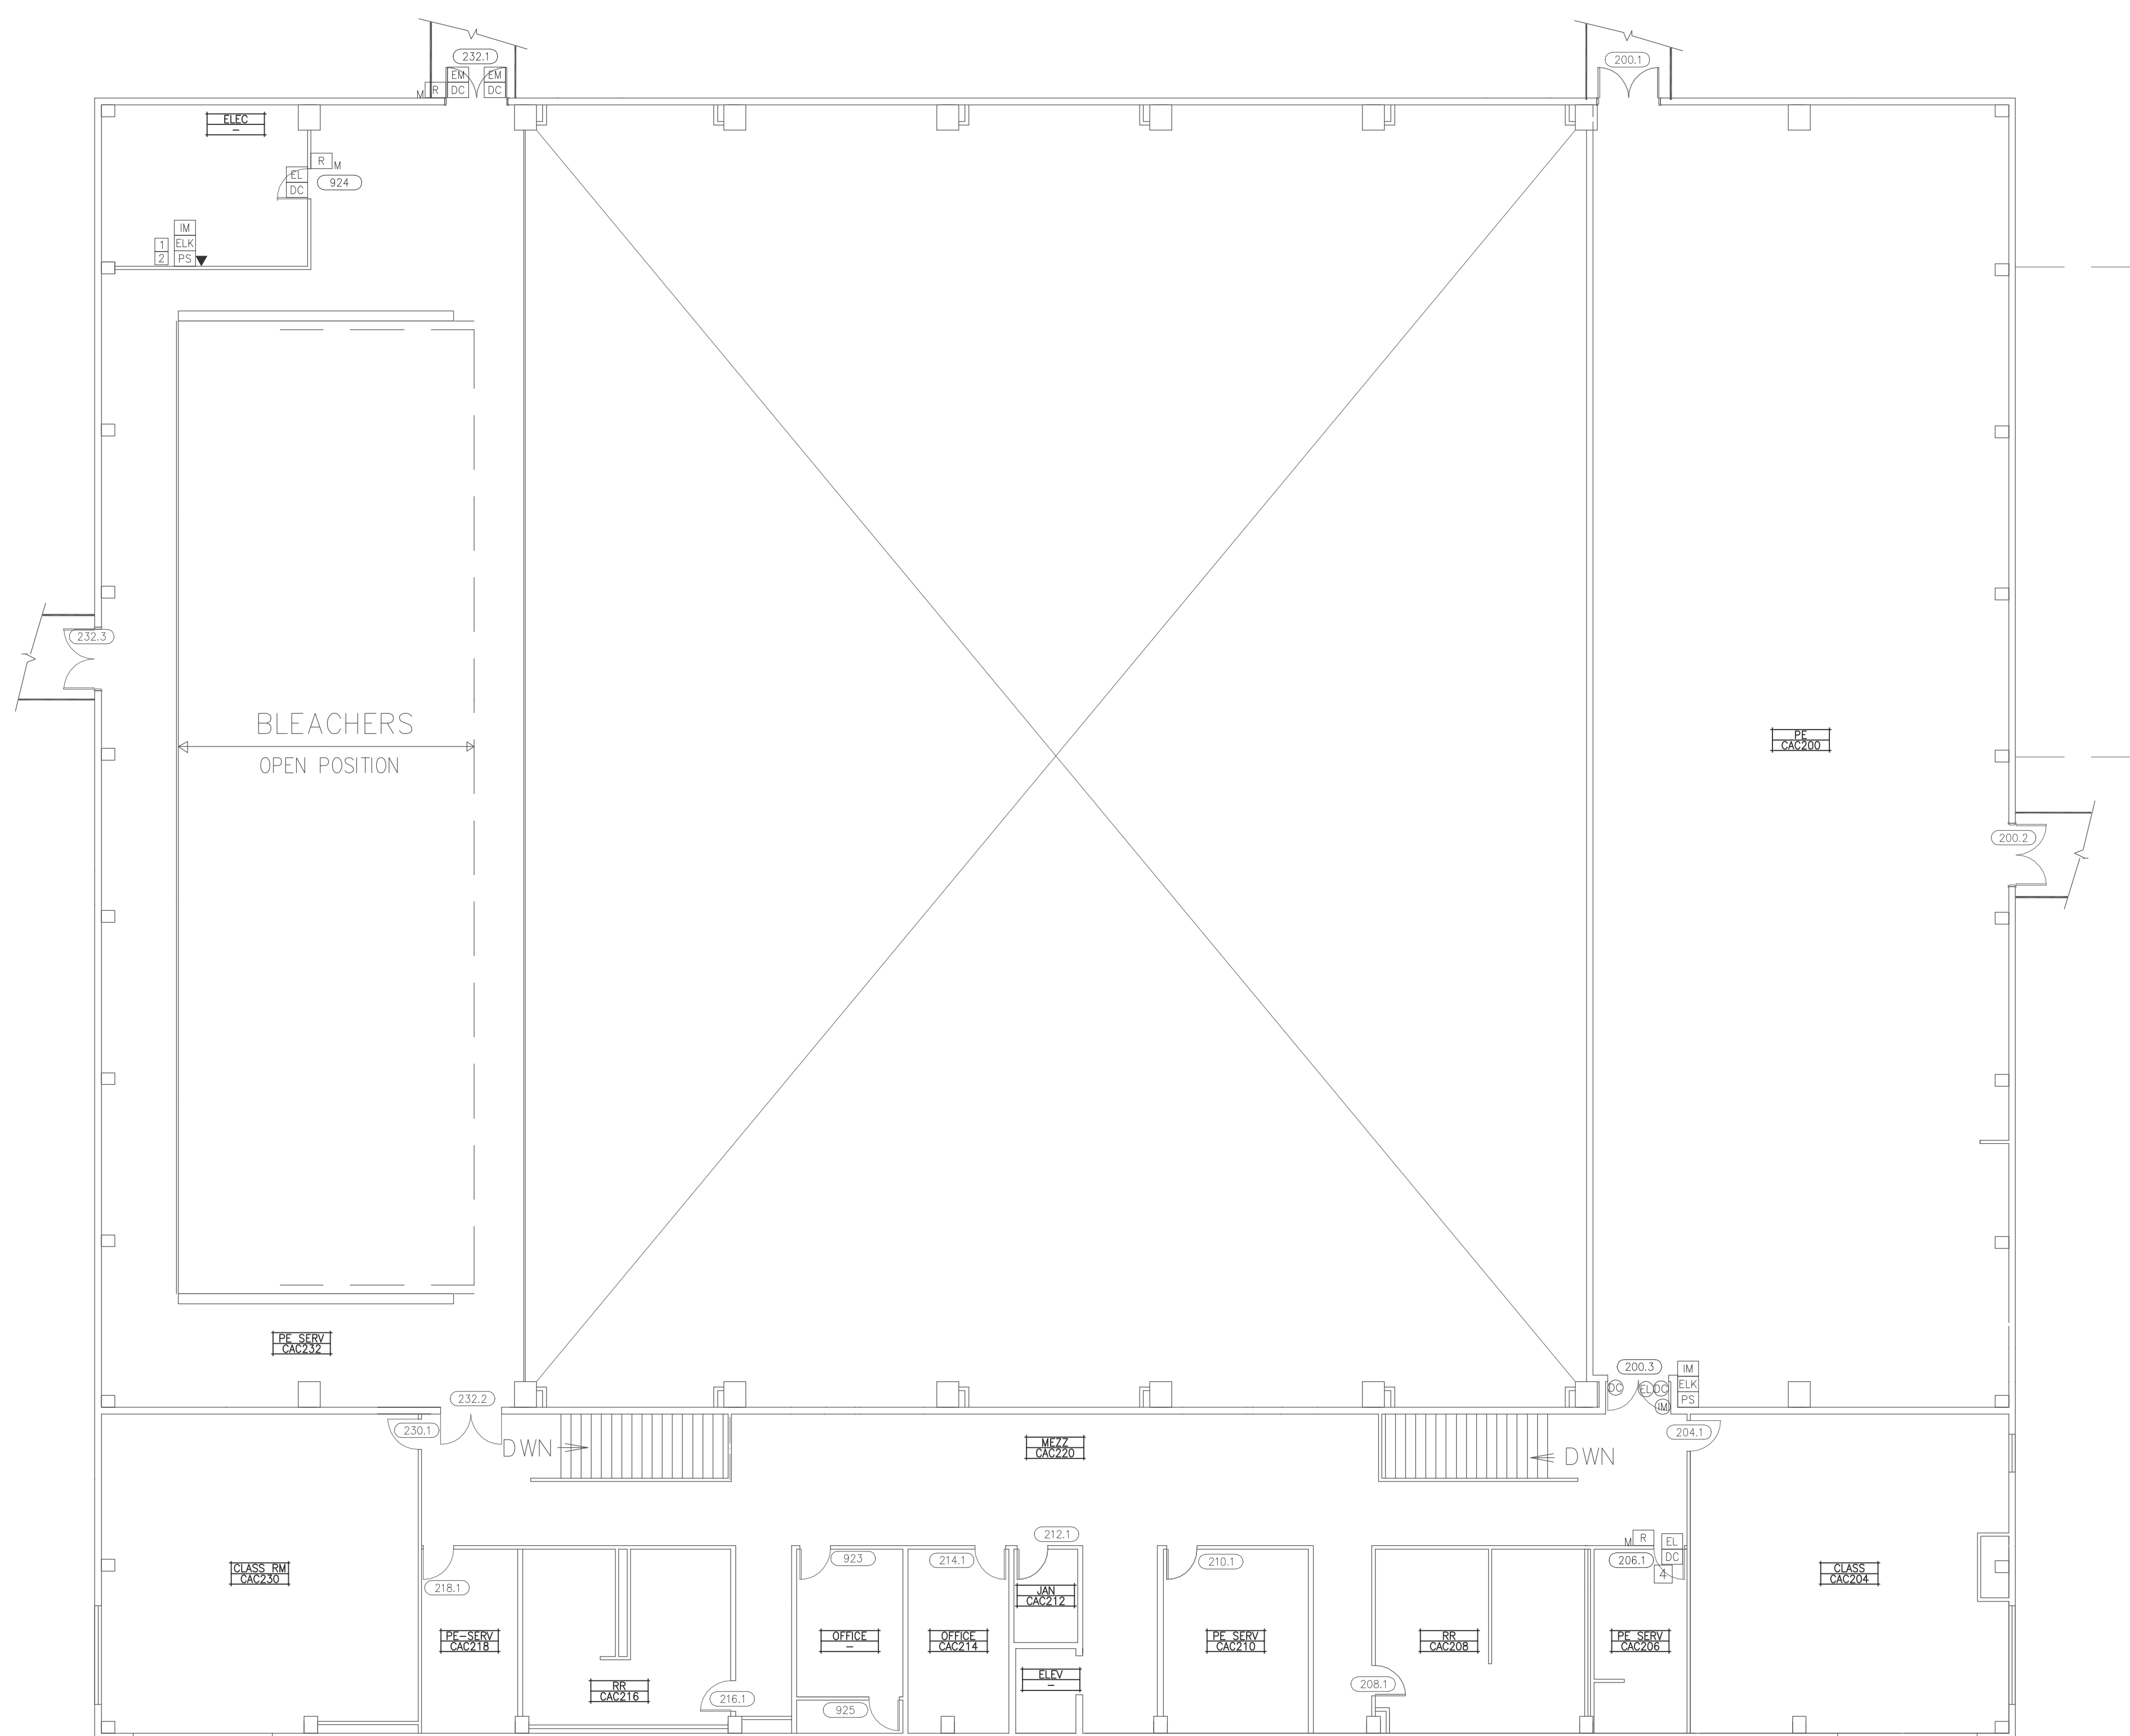 232.1
EM
EM
M
R
DC
DC
200.1
ELEC
-
R
M
EL
DC
924
IM
1
ELK
2
PS
232.3
BLEACHERS
OPEN POSITION
PE
CAC200
200.2
PE SERV
CAC232
200.3
IM
ELK
PS
DC
EL
DC
IM
232.2
230.1
DWN
MEZZ
CAC220
DWN
204.1
212.1
M
R
EL
DC
4
206.1
923
214.1
210.1
218.1
CLASS RM
CAC230
JAN
CAC212
CLASS
CAC204
PE-SERV
CAC218
OFFICE
-
OFFICE
CAC214
PE SERV
CAC210
RR
CAC208
PE SERV
CAC206
RR
CAC216
ELEV
-
216.1
925
208.1